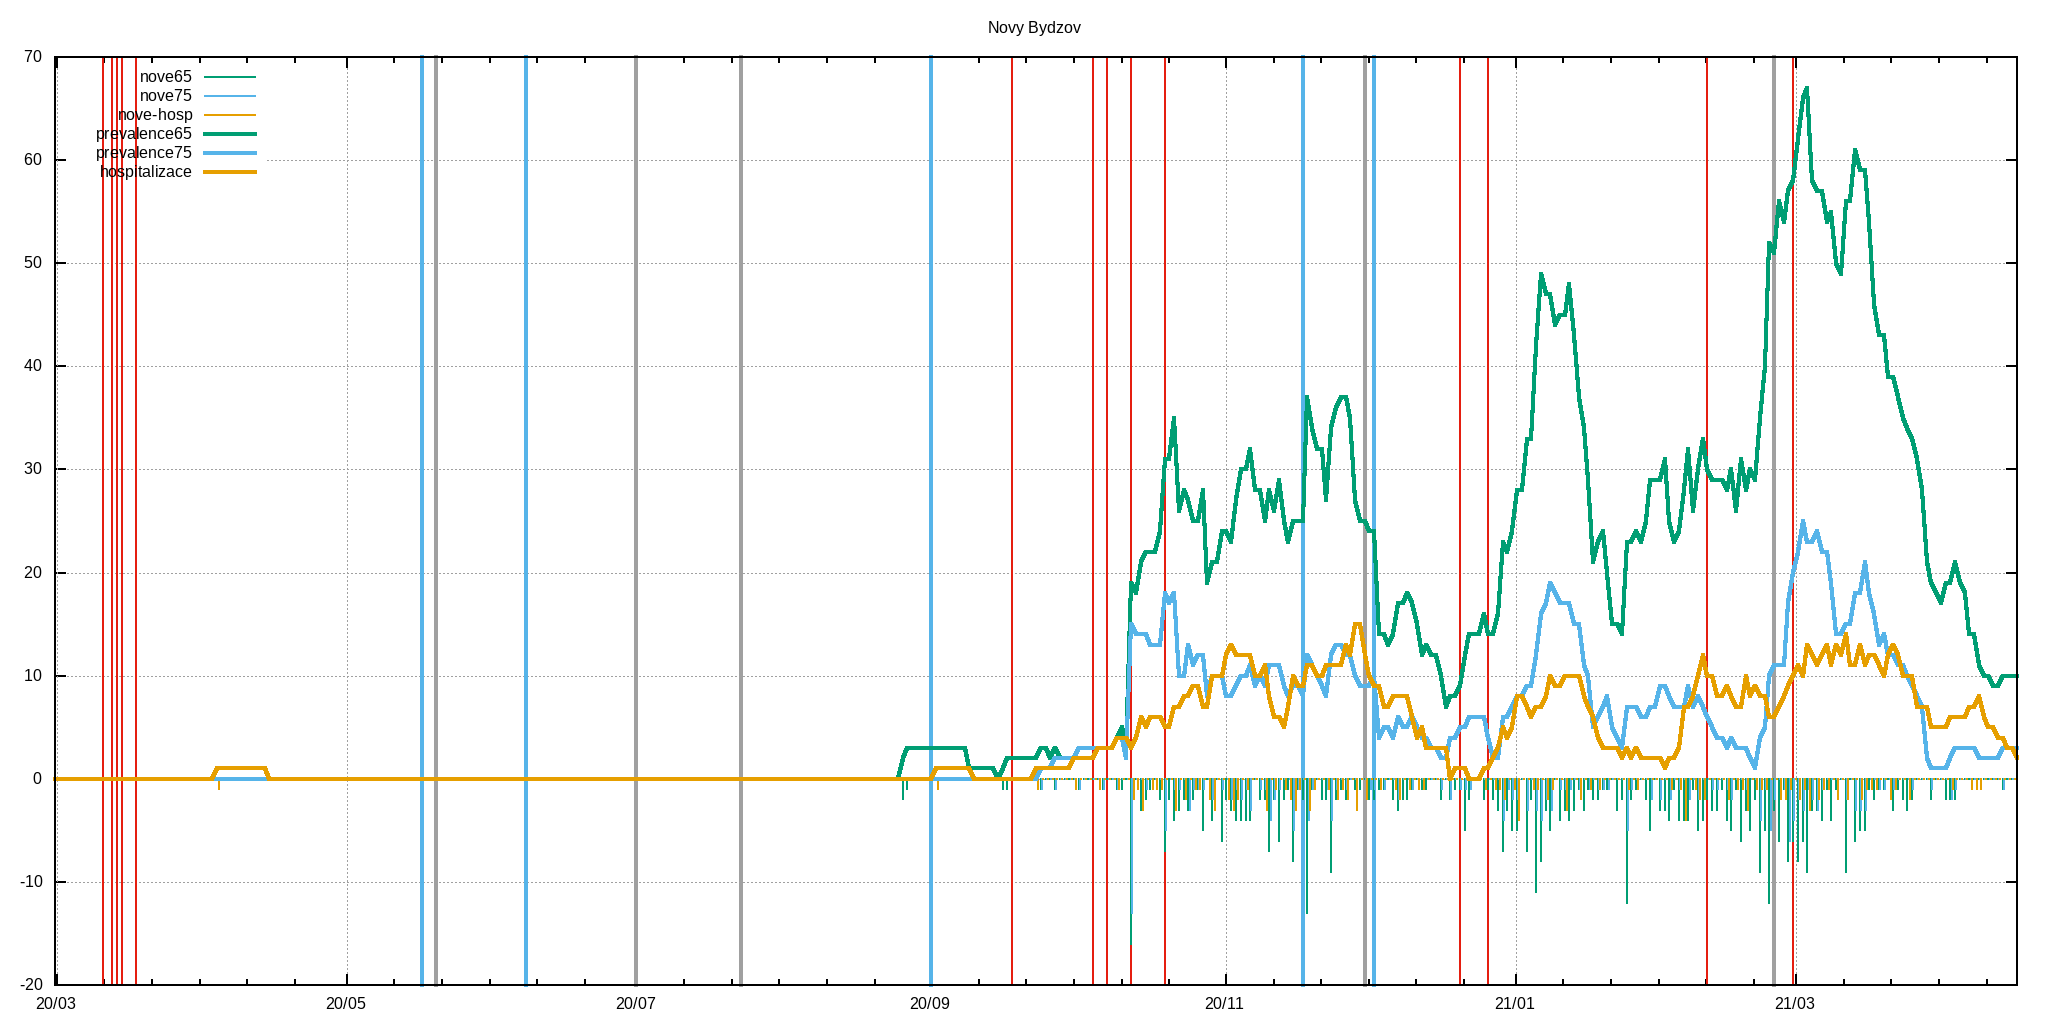 Novy Bydzov
70
60
50
40
30
20
10
0
-10
-20
nove65
nove75
nove-hosp
prevalence65
prevalence75
hospitalizace
20/03 20/05 20/07 20/09 20/11 21/01 21/03